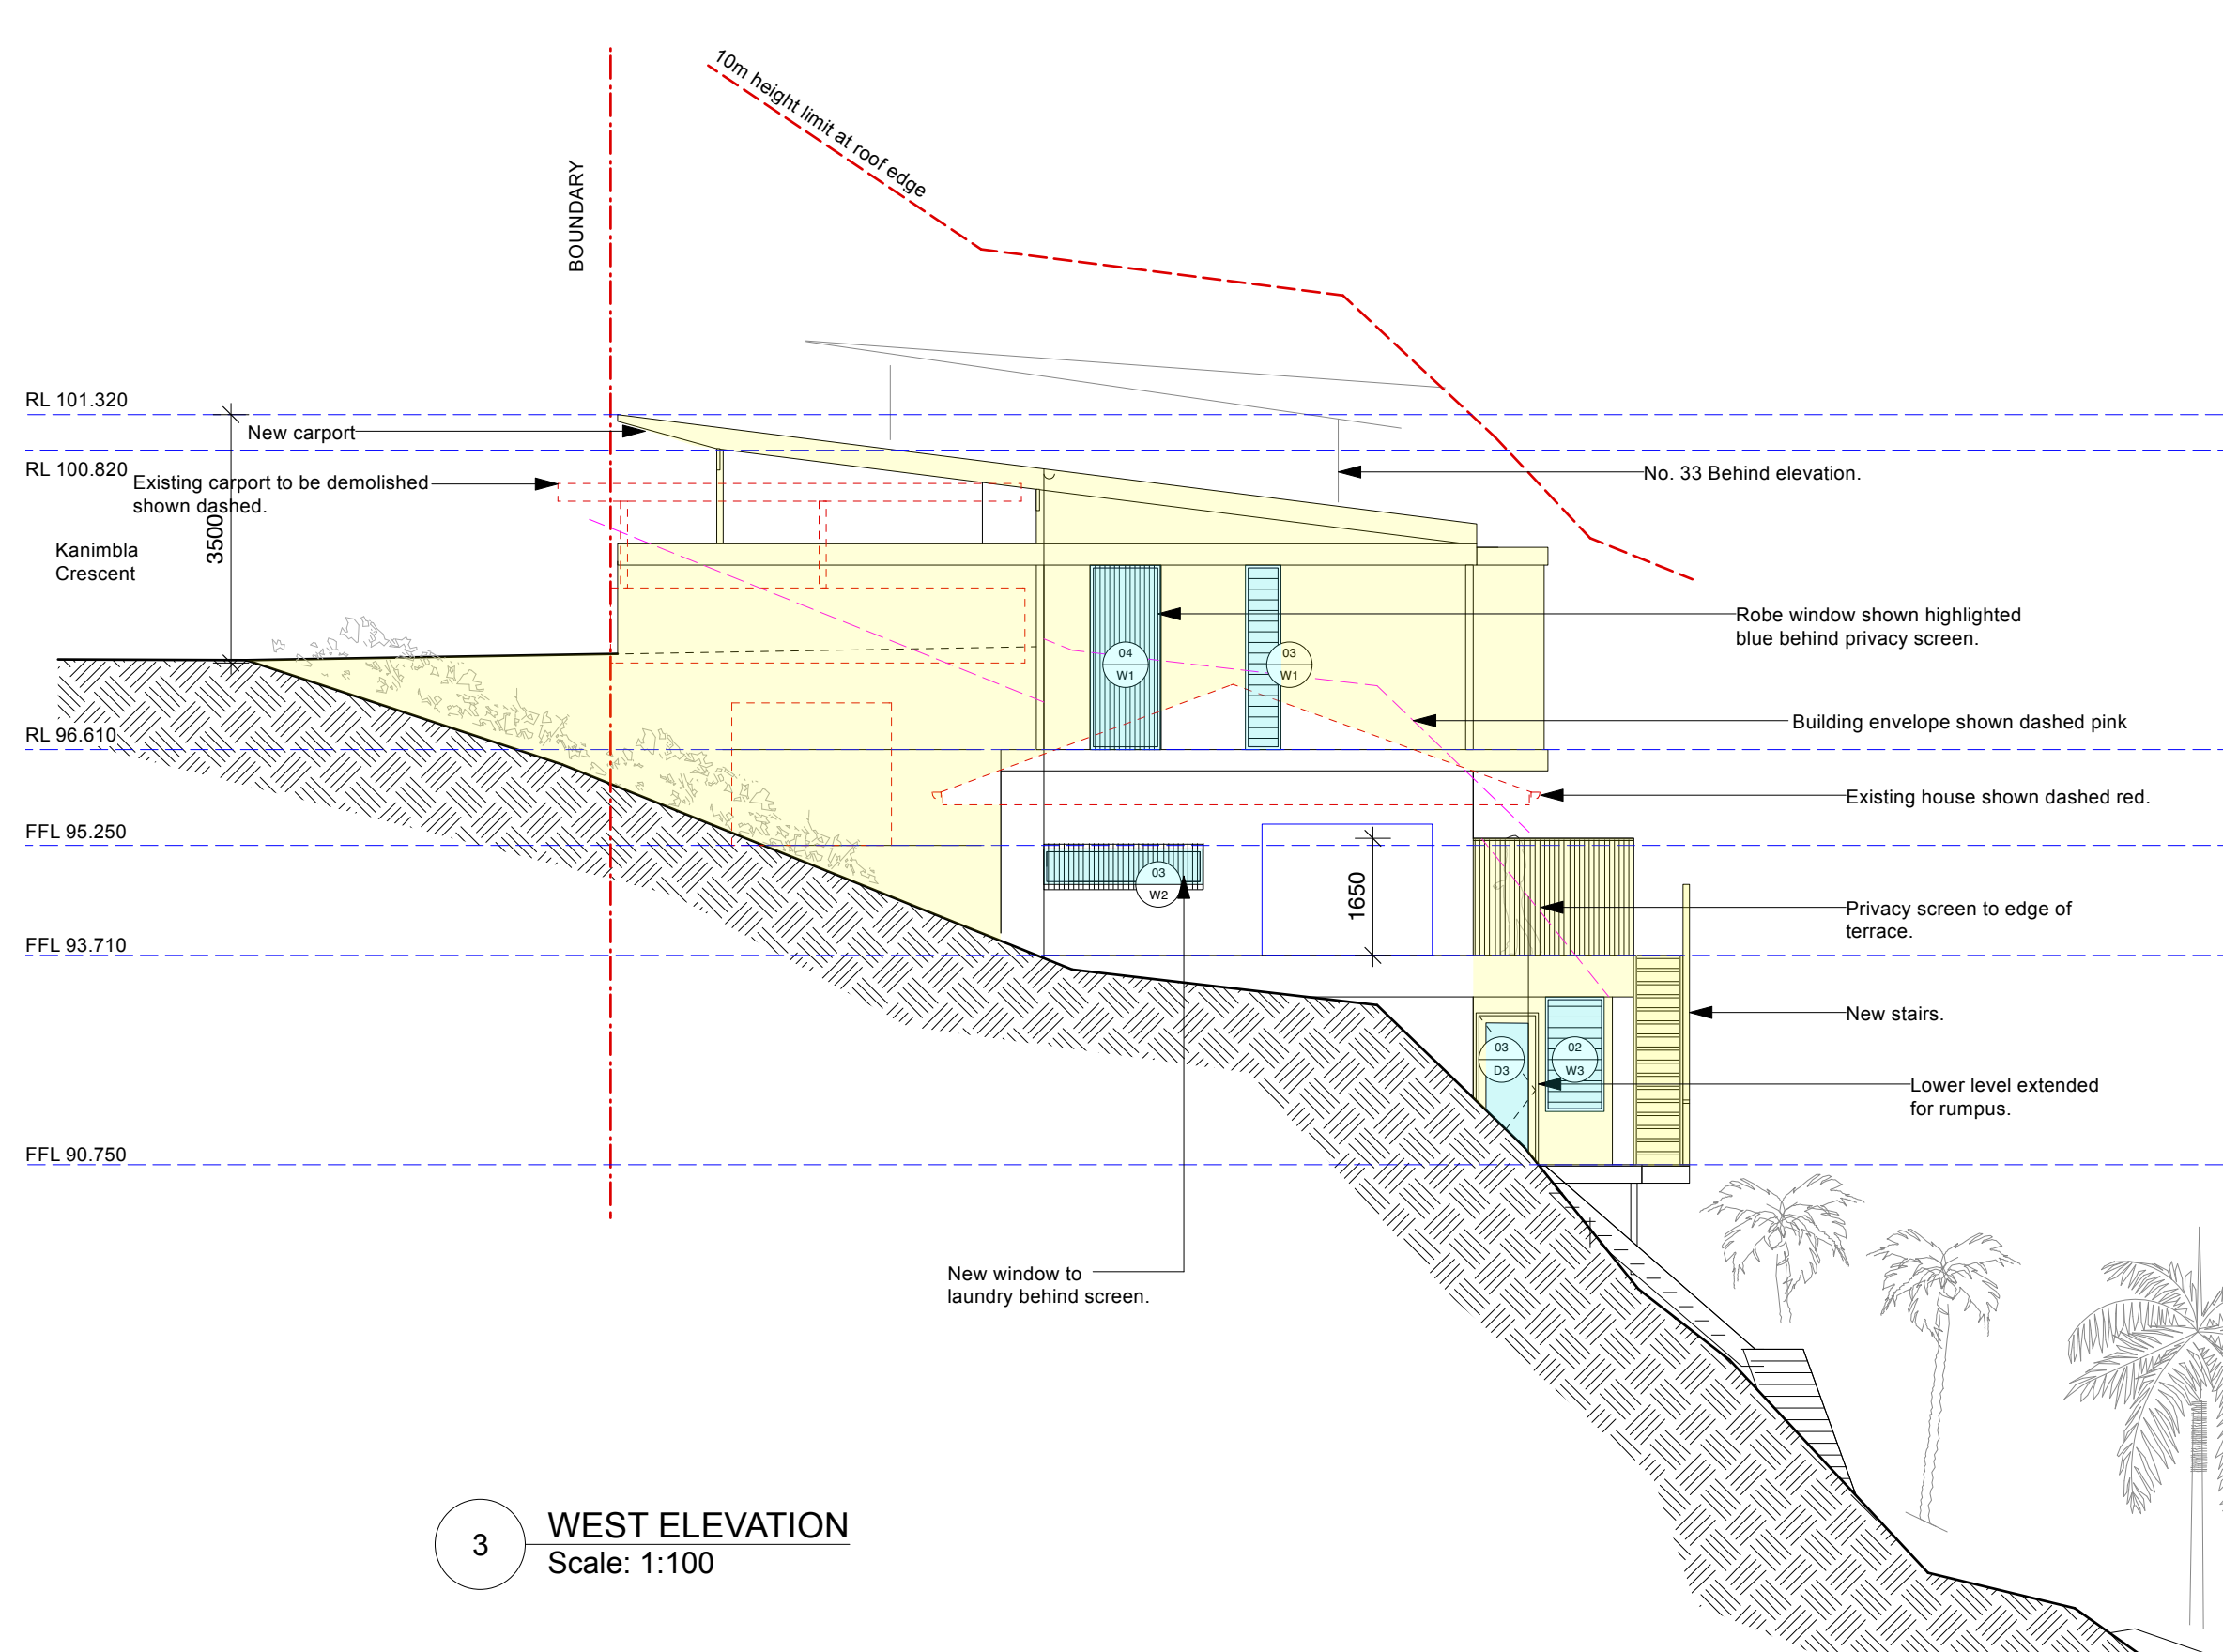 10m height limit at roof edge
BOUNDARY
RL 101.320
New carport
RL 100.820
Existing carport to be demolished
shown dashed.
No. 33 Behind elevation.
3500
Kanimbla
Crescent
Robe window shown highlighted
blue behind privacy screen.
04
W1
03
W1
Building envelope shown dashed pink
RL 96.610
Existing house shown dashed red.
FFL 95.250
03
W2
1650
Privacy screen to edge of
terrace.
FFL 93.710
New stairs.
03
D3
02
W3
Lower level extended
for rumpus.
FFL 90.750
New window to
laundry behind screen.
3
WEST ELEVATION
Scale: 1:100